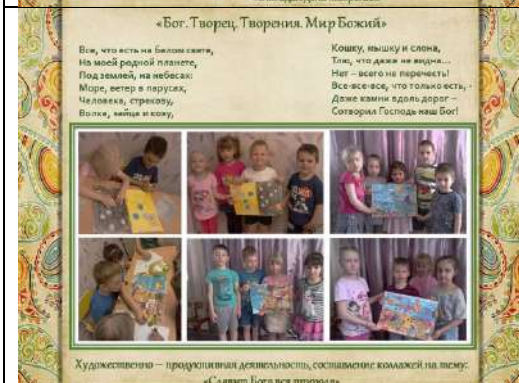 «Бог. Творец. Творения. Мир Божий»
Все, что есть на белом свете,
На моей родной планете,
Под землей, на небесах:
Море, ветер в парусах,
Человека, стрекозу,
Волка, зайца и козу,
Кошку, мышку и слона,
Тлю, что даже не видна...
Нет – всего не перечесть!
Все-все-все, что только есть, -
Даже камни вдоль дорог –
Сотворил Господь наш Бог!
Художественно – продуктивная деятельность, составление коллажей на тему:
«Славит Бога вся природа»